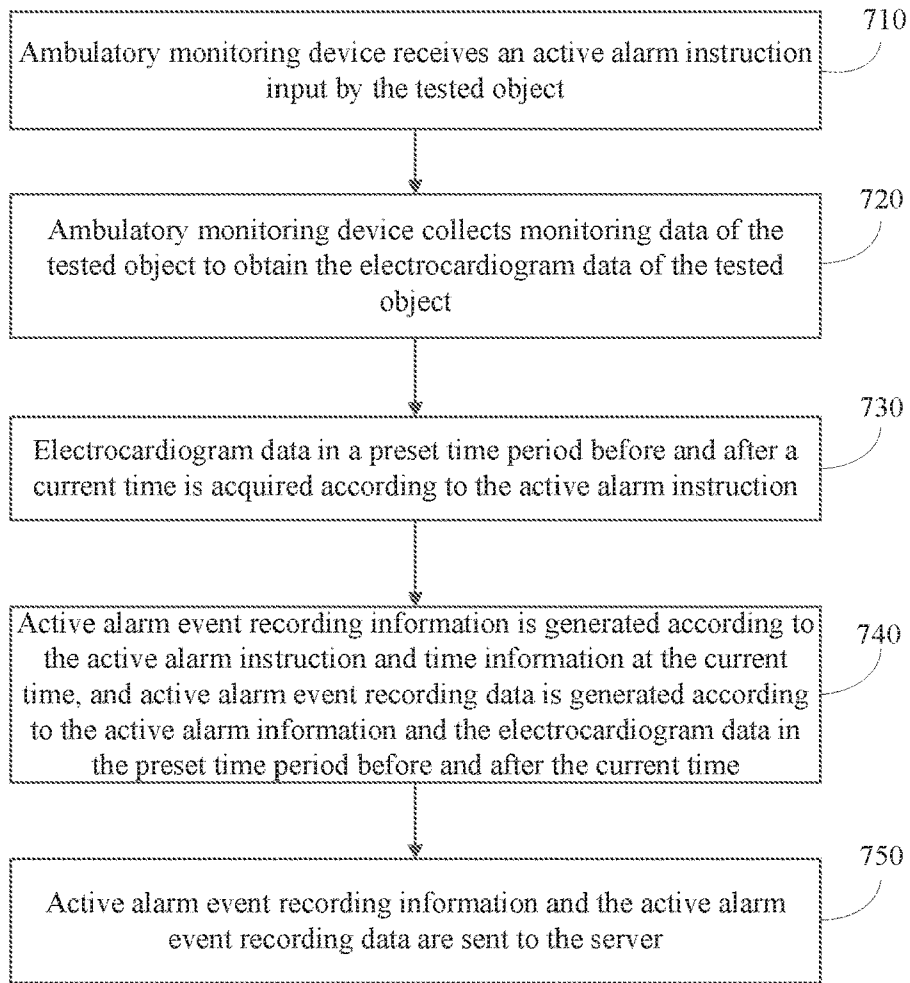 710
Ambulatory monitoring device receives an active alarm instruction
input by the tested object
720
Ambulatory monitoring device collects monitoring data of the
tested object to obtain the electrocardiogram data of the tested
object
730
Electrocardiogram data in a preset time period before and after a
current time is acquired according to the active alarm instruction
740
Active alarm event recording information is generated according to
the active alarm instruction and time information at the current
time, and active alarm event recording data is generated according
to the active alarm information and the electrocardiogram data in
the preset time period before and after the current time
750
Active alarm event recording information and the active alarm
event recording data are sent to the server